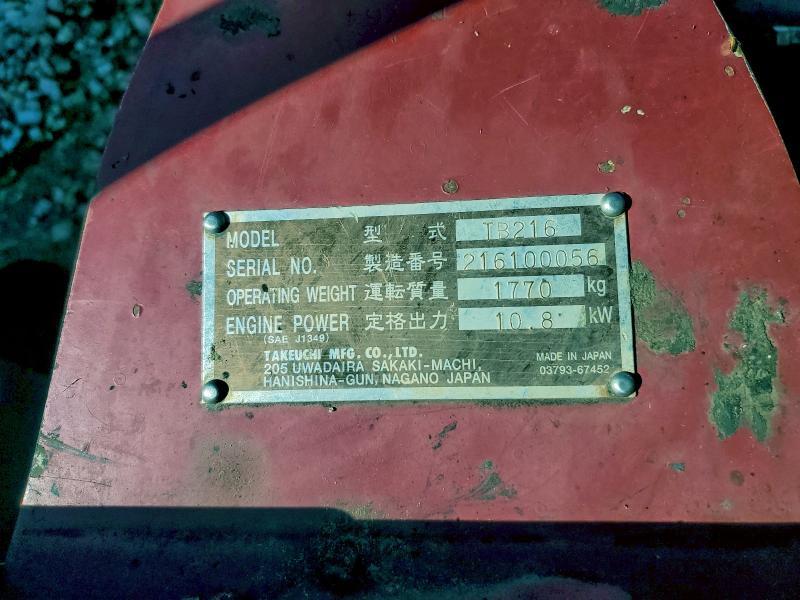 MODEL 型式 TB216
SERIAL NO. 製造番号 216100056
OPERATING WEIGHT 運転質量 1770 kg
ENGINE POWER 定格出力 10.8 kW
(SAE J1349)
TAKEUCHI MFG. CO., LTD.
205 UWADAIRA SAKAKI-MACHI,
HANISHINA-GUN, NAGANO JAPAN
MADE IN JAPAN
03793-67452